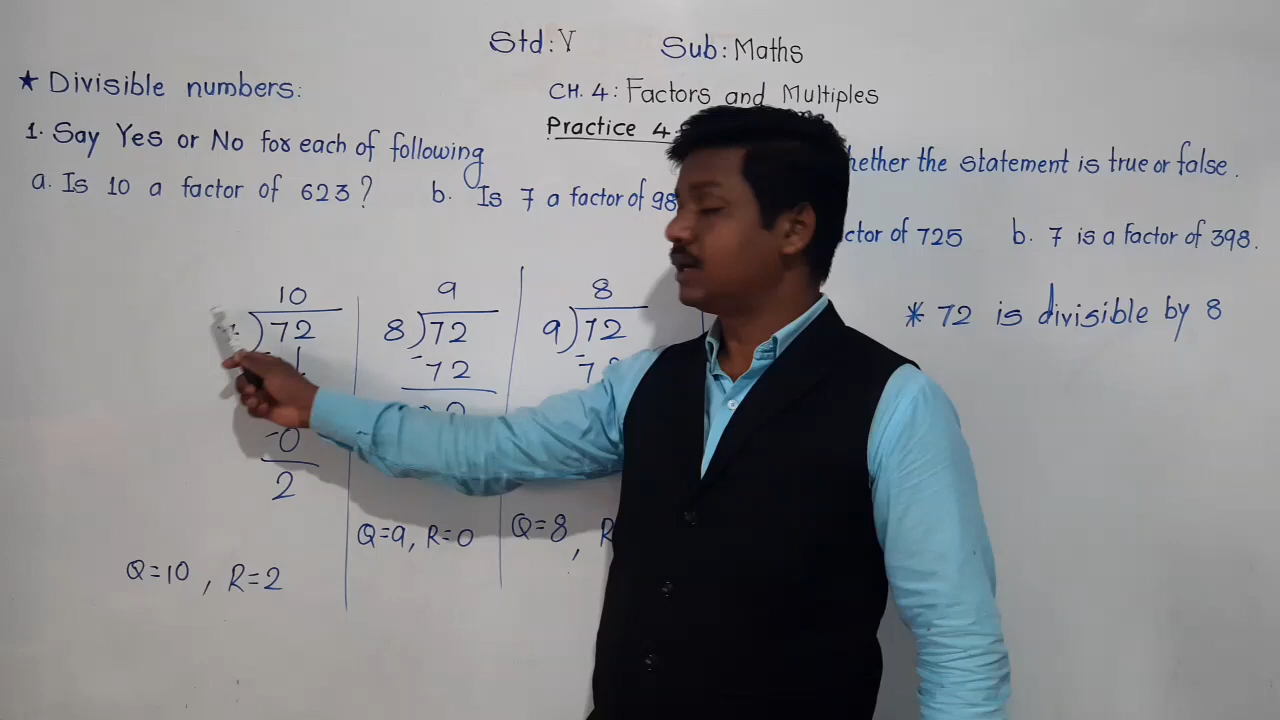 Std: V Sub: Maths
★ Divisible numbers:
CH. 4: Factors and Multiples
Practice 4.
1. Say Yes or No for each of following
hether the statement is true or false.
a. Is 10 a factor of 623? b. Is 7 a factor of 98
ctor of 725 b. 7 is a factor of 398.
10 9 8
)72 8)72 9)72
* 72 is divisible by 8
-72
-0
2
Q=9, R=0 Q=8, R
Q=10, R=2